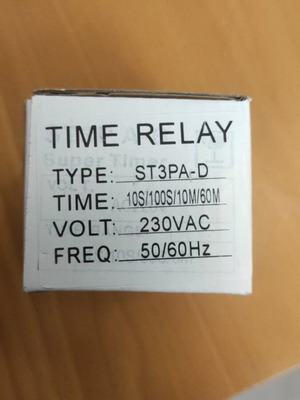 TIME RELAY
TYPE: ST3PA-D
TIME: 10S/100S/10M/60M
VOLT: 230VAC
FREQ: 50/60Hz